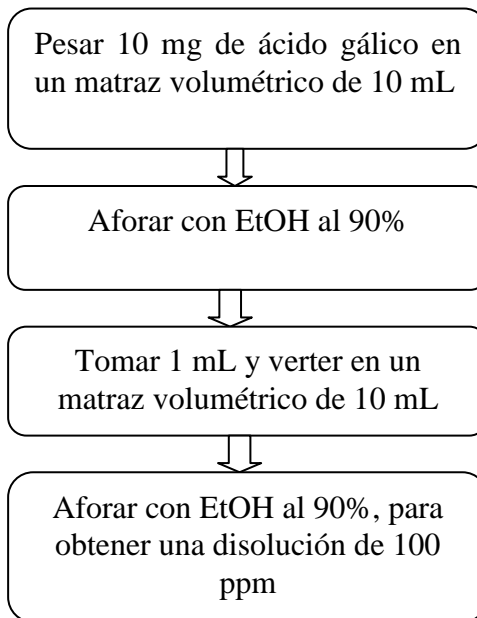 Pesar 10 mg de ácido gálico en
un matraz volumétrico de 10 mL
Aforar con EtOH al 90%
Tomar 1 mL y verter en un
matraz volumétrico de 10 mL
Aforar con EtOH al 90%, para
obtener una disolución de 100
ppm